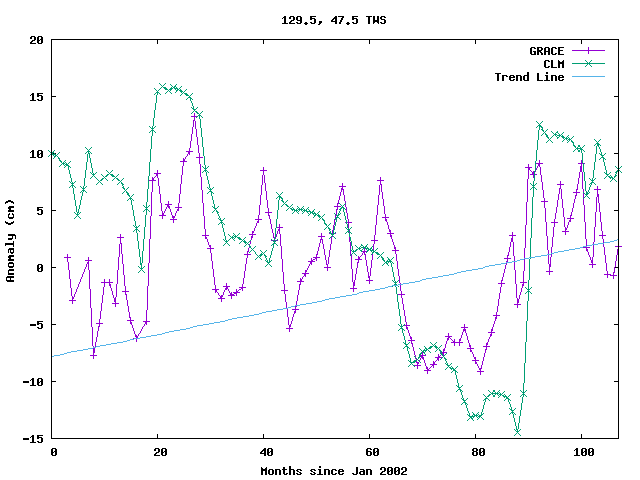 129.5, 47.5 TWS
GRACE
CLM
Trend Line
20
15
10
5
0
-5
-10
-15
Anomaly (cm)
0 20 40 60 80 100
Months since Jan 2002